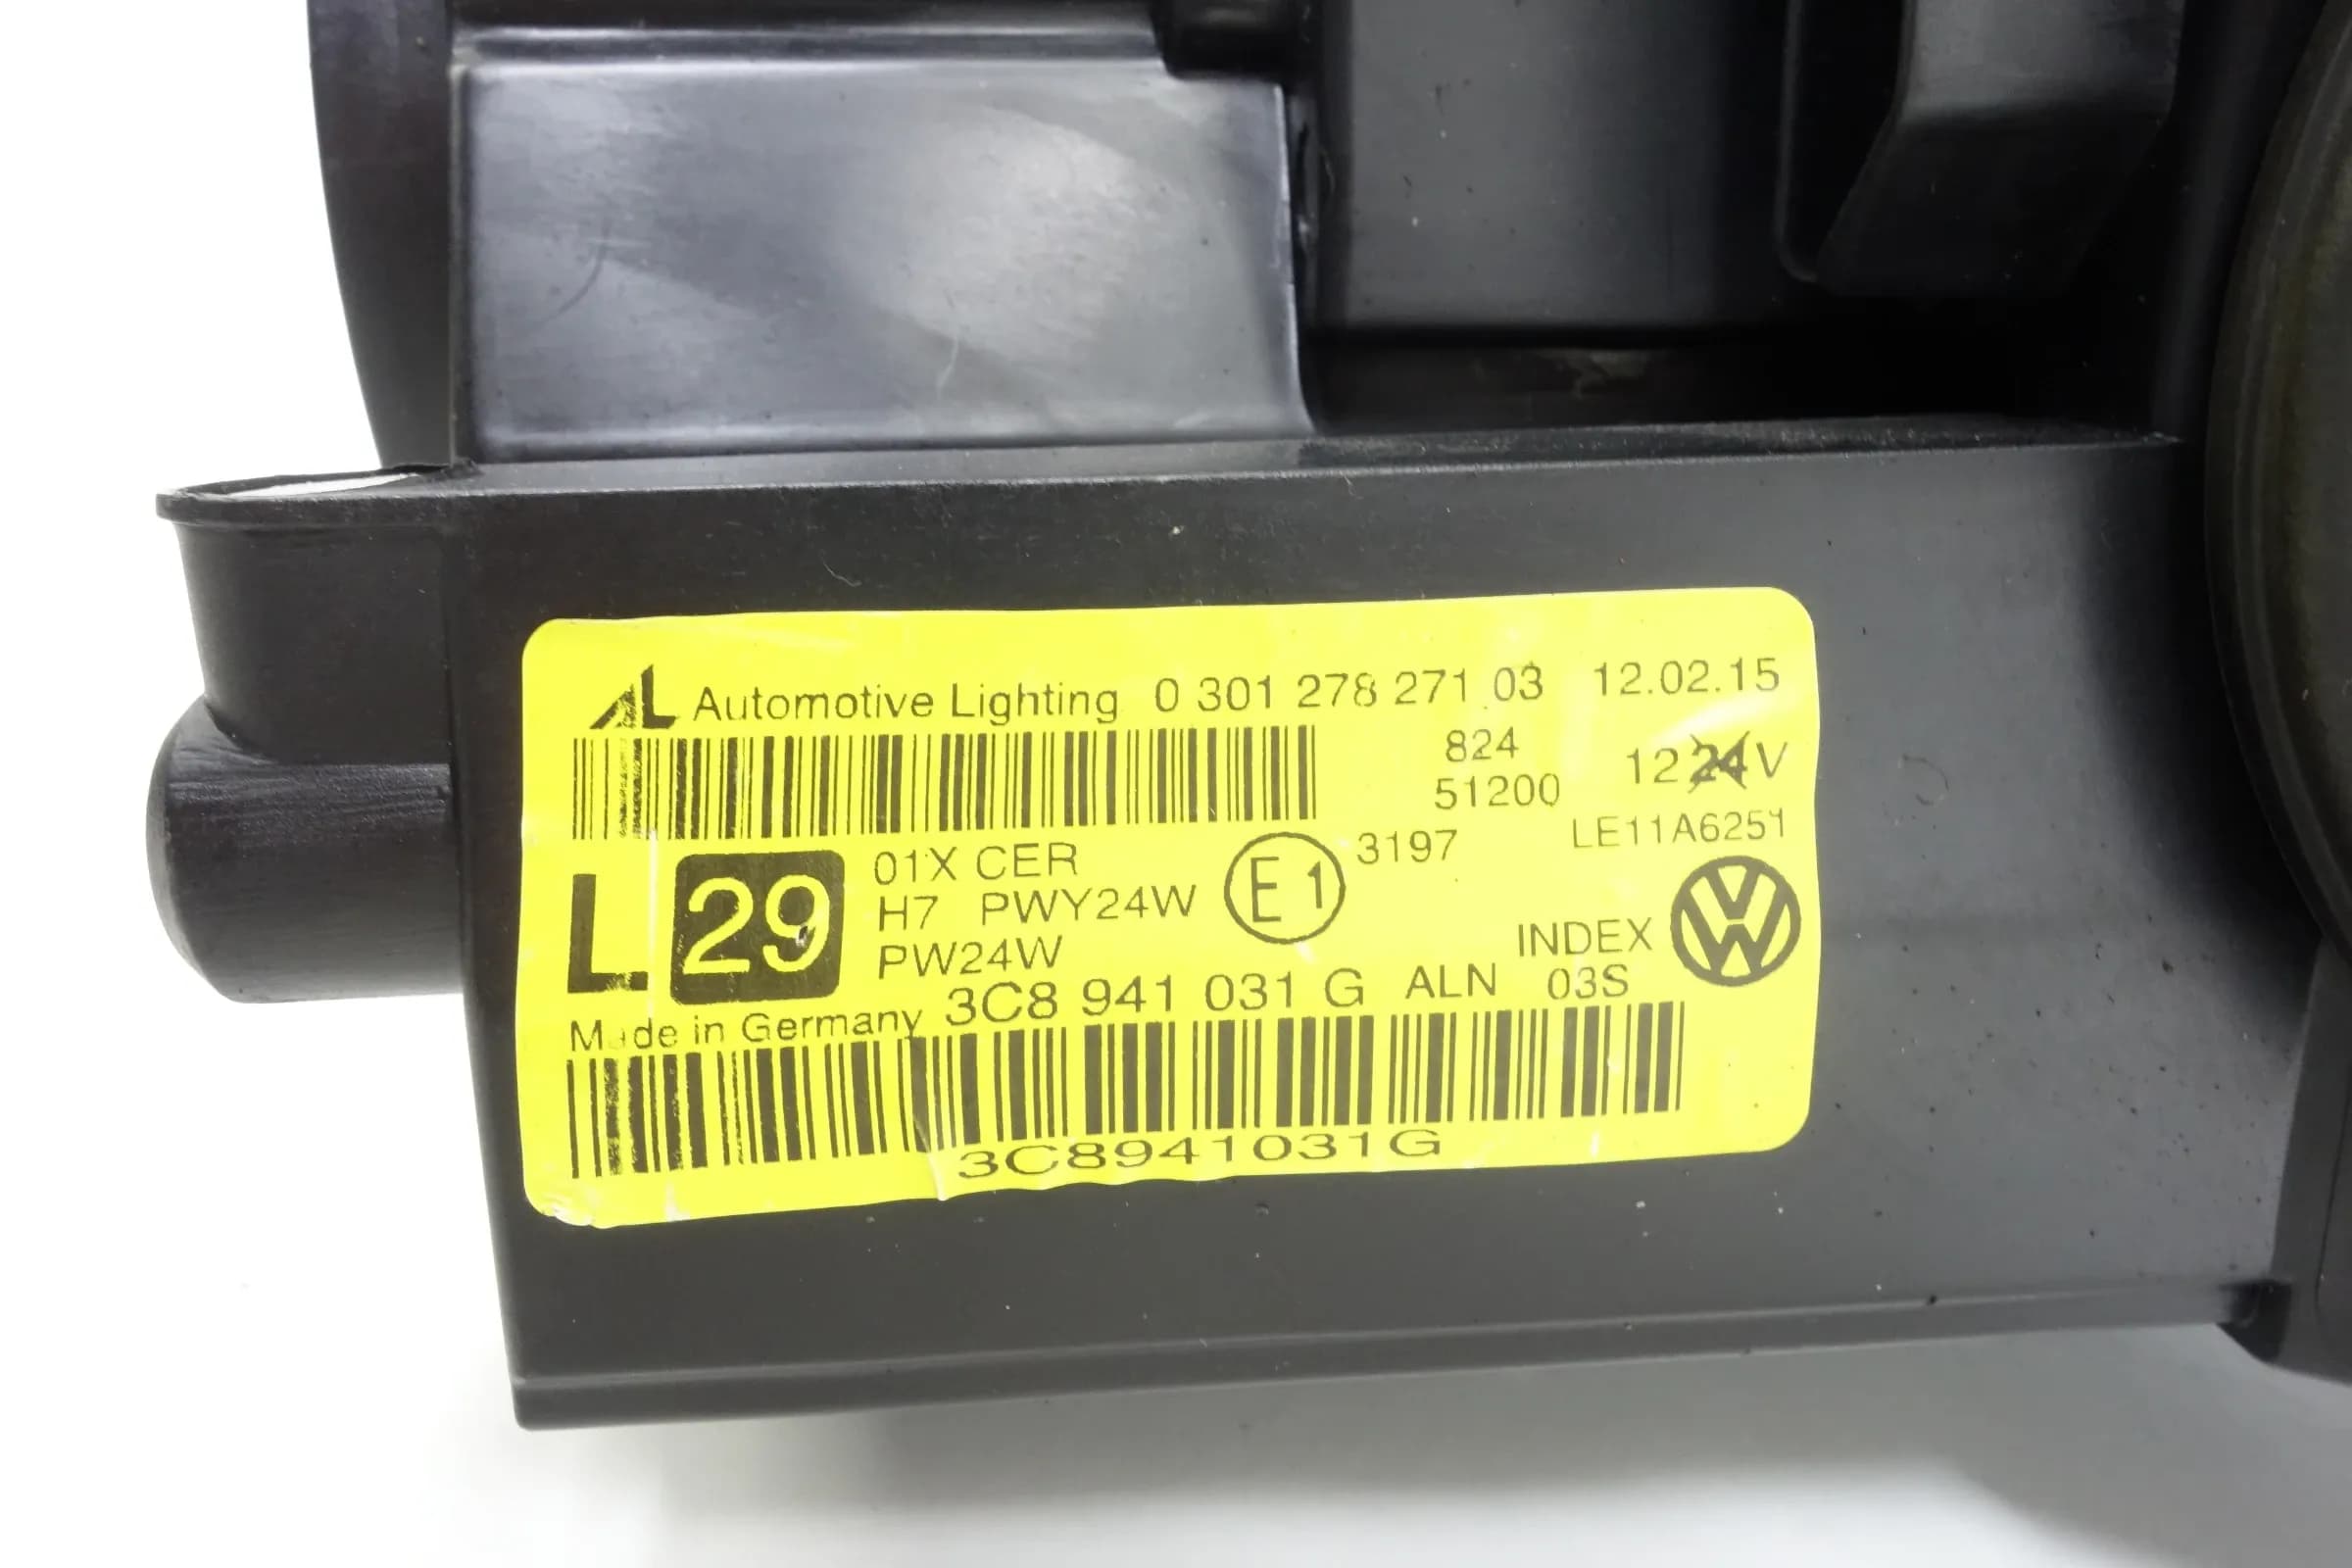 AL Automotive Lighting 0 301 278 271 03 12.02.15
824
12 24 V
51200
3197
LE11A6251
L 29
01X CER
H7 PWY24W
E1
PW24W
INDEX
Made in Germany 3C8 941 031 G ALN 03S
3C8941031G